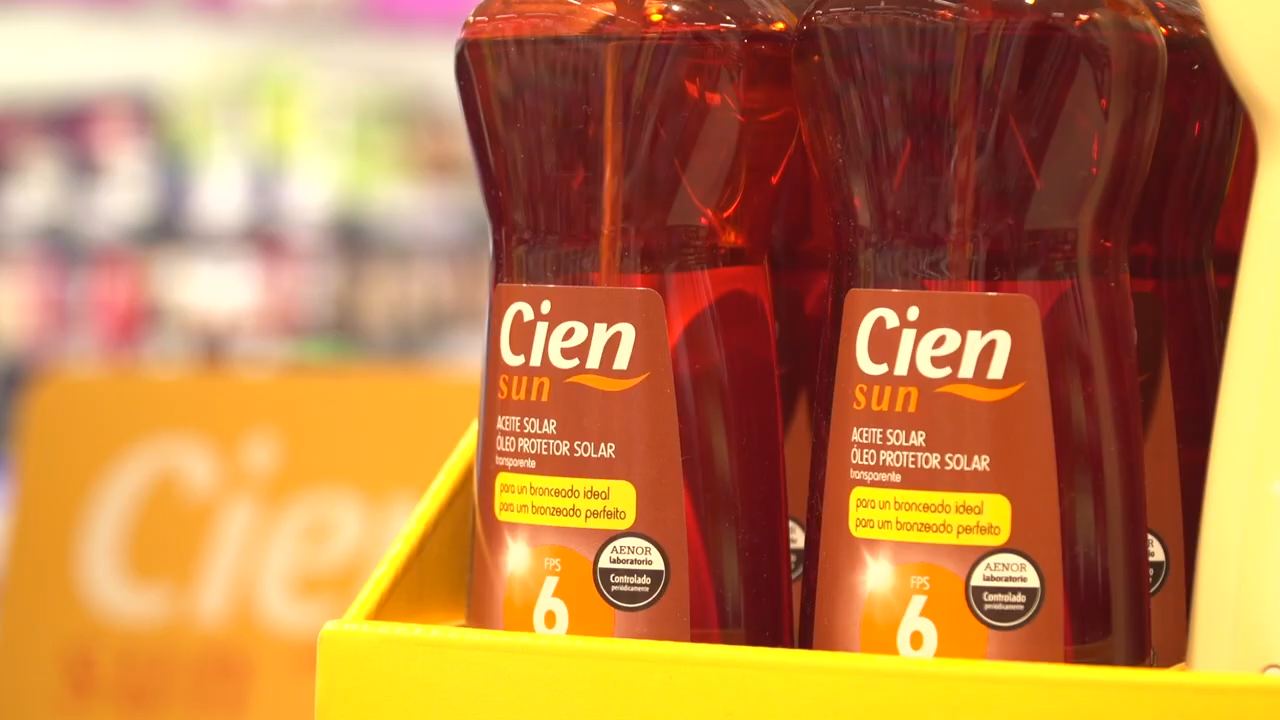 Cien
sun
ACEITE SOLAR
ÓLEO PROTETOR SOLAR
transparente
para un bronceado ideal
para um bronzeado perfeito
AENOR
laboratorio
Controlado
periódicamente
FPS
6
Cien
sun
ACEITE SOLAR
ÓLEO PROTETOR SOLAR
transparente
para un bronceado ideal
para um bronzeado perfeito
AENOR
laboratorio
Controlado
periódicamente
FPS
6
Cien